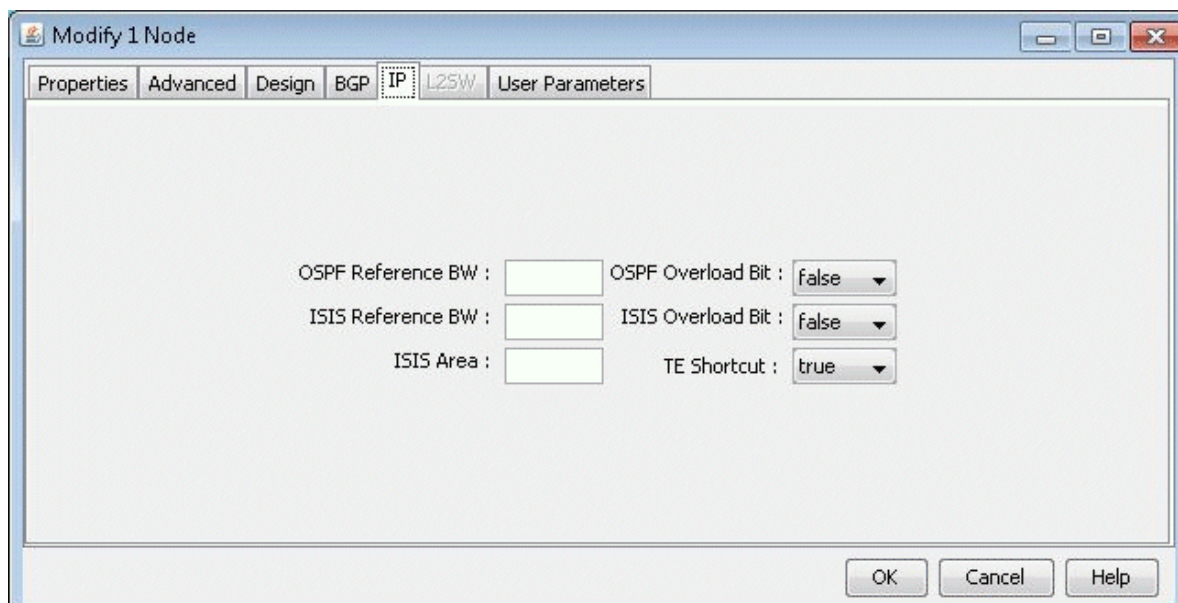 Modify 1 Node
Properties Advanced Design BGP IP L2SW User Parameters
OSPF Reference BW : OSPF Overload Bit : false
ISIS Reference BW : ISIS Overload Bit : false
ISIS Area : TE Shortcut : true
OK Cancel Help